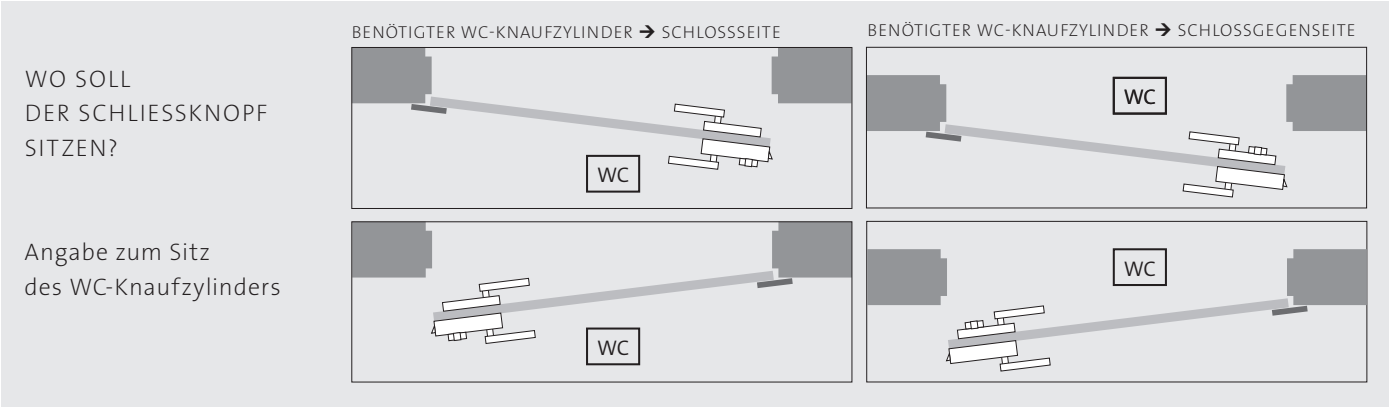 WO SOLL
DER SCHLIESSKNOPF
SITZEN?
Angabe zum Sitz
des WC-Knaufzylinders
BENÖTIGTER WC-KNAUFZYLINDER ➔ SCHLOSSSEITE
WC
WC
BENÖTIGTER WC-KNAUFZYLINDER ➔ SCHLOSSGEGENSEITE
WC
WC